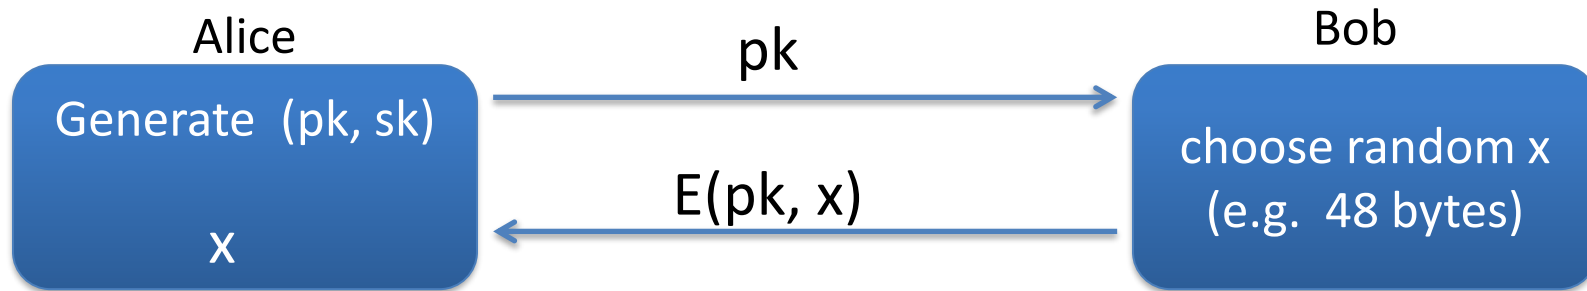 Alice
Bob
pk
Generate (pk, sk)
choose random x
(e.g. 48 bytes)
E(pk, x)
x